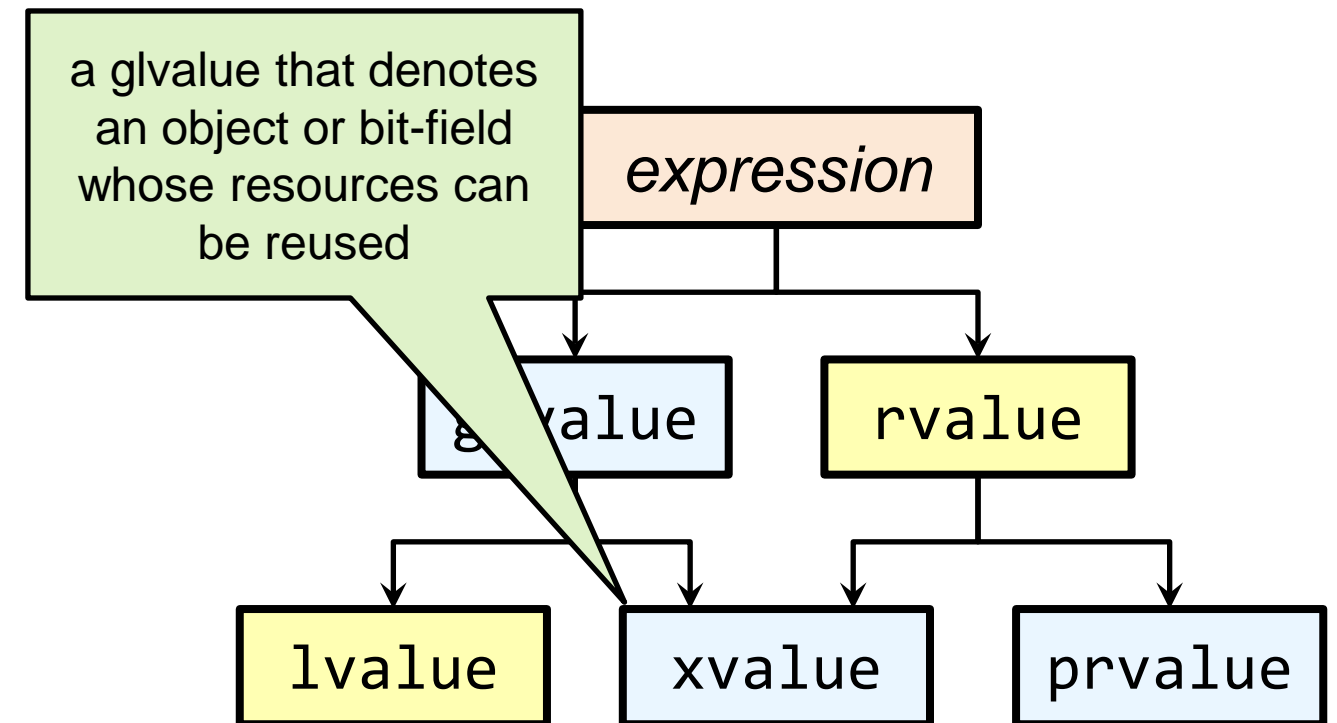 a glvalue that denotes
an object or bit-field
whose resources can
be reused
expression
rvalue
lvalue
xvalue
prvalue